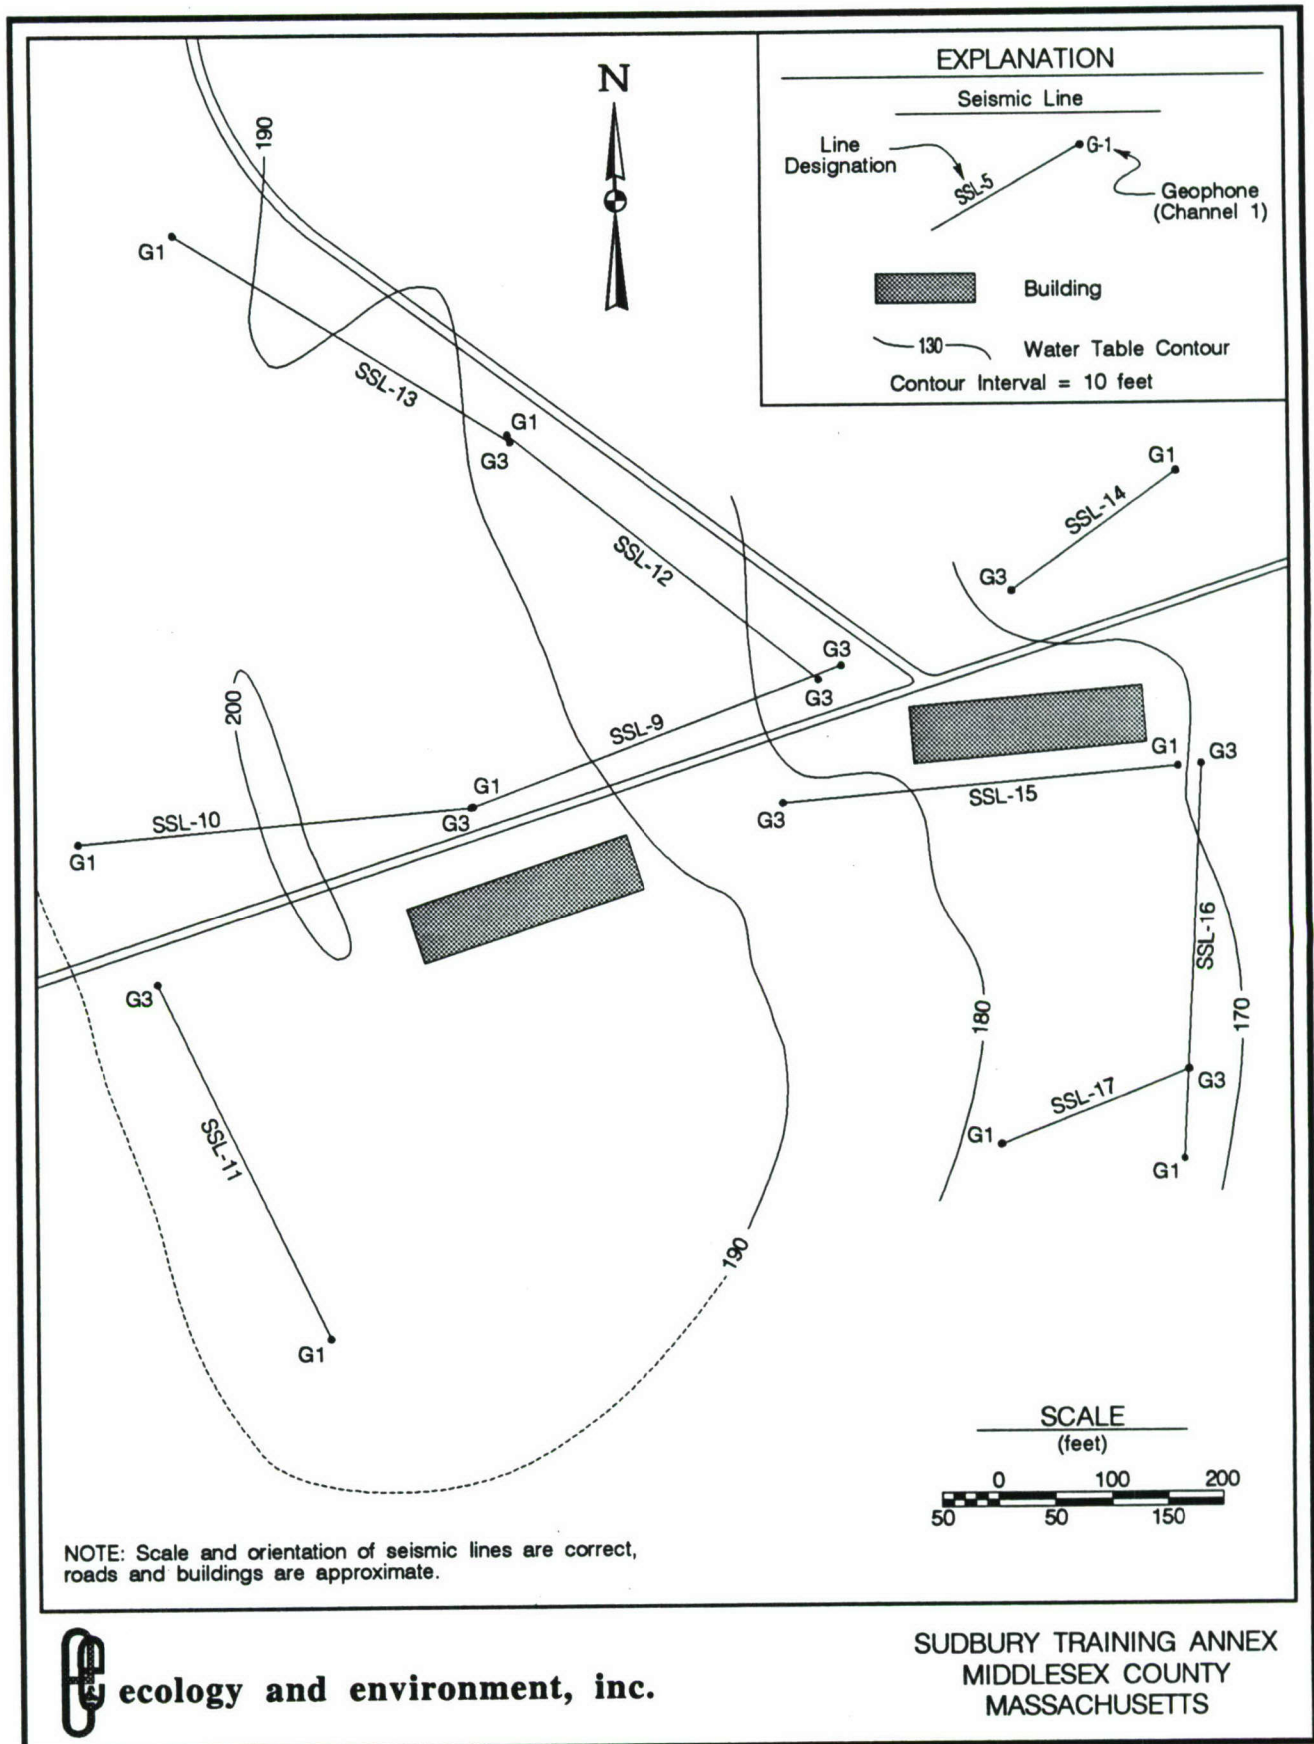 N
EXPLANATION
Seismic Line
Line
Designation
SSL-5
G-1
Geophone
(Channel 1)
Building
130
Water Table Contour
Contour Interval = 10 feet
190
G1
SSL-13
G1
G3
SSL-12
G1
SSL-14
G3
G3
G3
SSL-9
200
G1
G3
SSL-10
G1
G1
G3
SSL-15
G3
SSL-16
G3
SSL-11
G1
180
170
SSL-17
G3
G1
G1
190
SCALE
(feet)
0 100 200
50 50 150
NOTE: Scale and orientation of seismic lines are correct,
roads and buildings are approximate.
ecology and environment, inc.
SUDBURY TRAINING ANNEX
MIDDLESEX COUNTY
MASSACHUSETTS